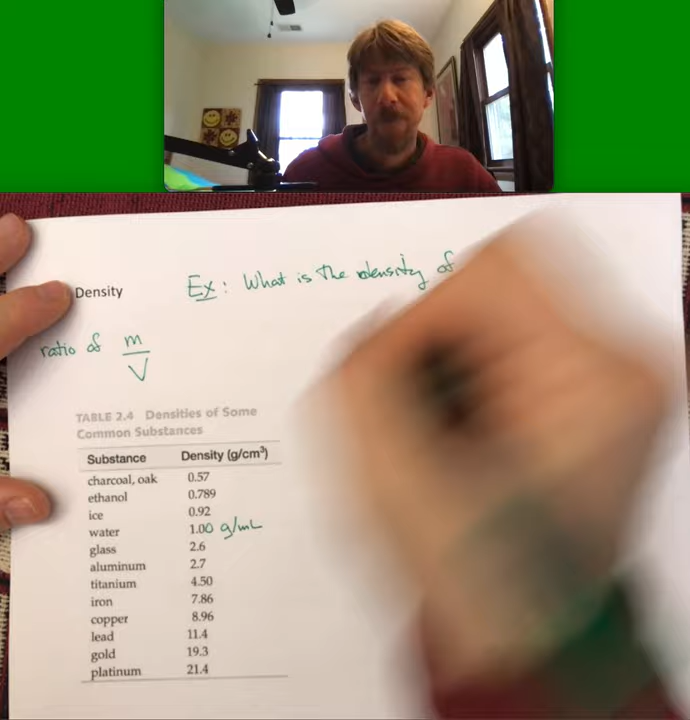 Ex: What is the density of
Density
ratio of m
V
TABLE 2.4 Densities of Some
Common Substances
Substance Density (g/cm³)
charcoal, oak 0.57
ethanol 0.789
ice 0.92
water 1.00 g/mL
glass 2.6
aluminum 2.7
titanium 4.50
iron 7.86
copper 8.96
lead 11.4
gold 19.3
platinum 21.4